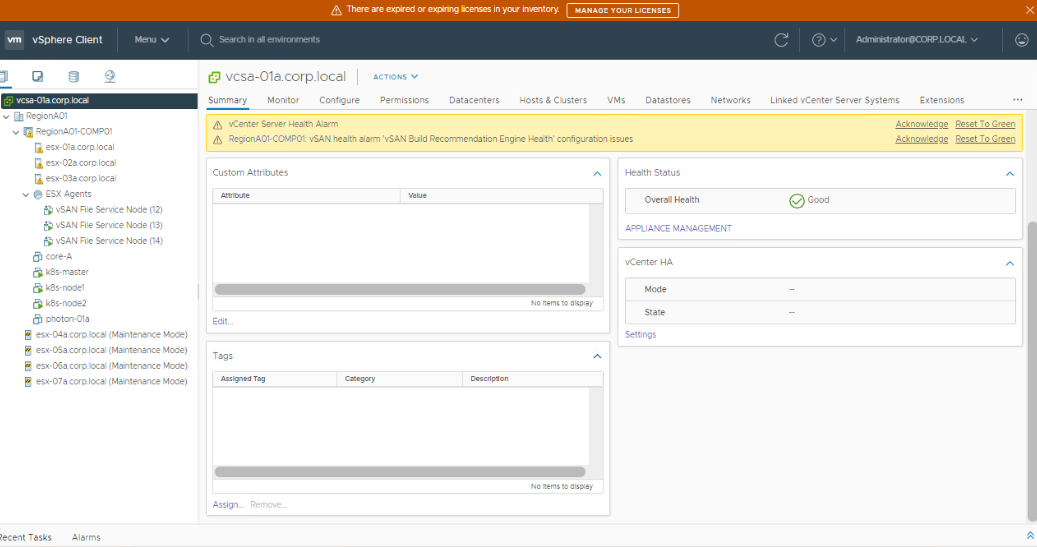 There are expired or expiring licenses in your inventory. MANAGE YOUR LICENSES
vm vSphere Client Menu Search in all environments Administrator@CORP.LOCAL
vcsa-01a.corp.local
RegionA01
RegionA01-COMP01
esx-01a.corp.local
esx-02a.corp.local
esx-03a.corp.local
ESX Agents
vSAN File Service Node (12)
vSAN File Service Node (13)
vSAN File Service Node (14)
core-A
k8s-master
k8s-node1
k8s-node2
photon-01a
esx-04a.corp.local (Maintenance Mode)
esx-05a.corp.local (Maintenance Mode)
esx-06a.corp.local (Maintenance Mode)
esx-07a.corp.local (Maintenance Mode)
vcsa-01a.corp.local ACTIONS
Summary Monitor Configure Permissions Datacenters Hosts & Clusters VMs Datastores Networks Linked vCenter Server Systems Extensions ...
vCenter Server Health Alarm Acknowledge Reset To Green
RegionA01-COMP01: vSAN health alarm 'vSAN Build Recommendation Engine Health' configuration issues Acknowledge Reset To Green
Custom Attributes
Attribute Value
No items to display
Edit...
Tags
Assigned Tag Category Description
No items to display
Assign... Remove...
Health Status
Overall Health Good
APPLIANCE MANAGEMENT
vCenter HA
Mode --
State --
Settings
Recent Tasks Alarms